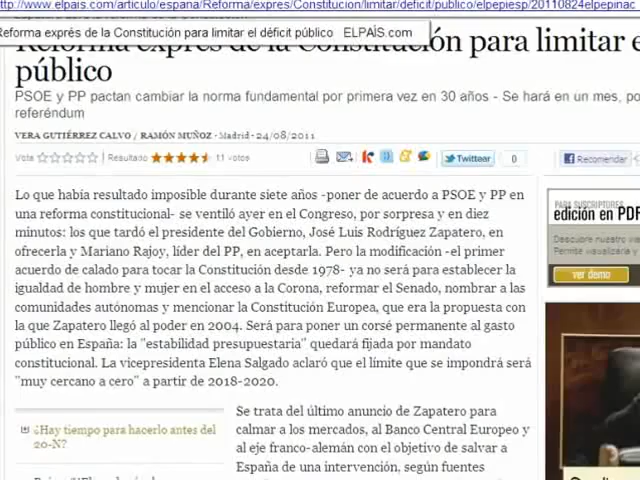 http://www.elpais.com/articulo/espana/Reforma/expres/Constitucion/limitar/deficit/publico/elpepiesp/20110824elpepinac
Reforma exprés de la Constitución para limitar el déficit público ELPAÍS.com
Reforma exprés de la Constitución para limitar e
público
PSOE y PP pactan cambiar la norma fundamental por primera vez en 30 años - Se hará en un mes, po
referéndum
VERA GUTIÉRREZ CALVO / RAMÓN MUÑOZ - Madrid - 24/08/2011
Vota Resultado 11 votos
Twittear 0 Recomendar
Lo que había resultado imposible durante siete años -poner de acuerdo a PSOE y PP en
una reforma constitucional- se ventiló ayer en el Congreso, por sorpresa y en diez
minutos: los que tardó el presidente del Gobierno, José Luis Rodríguez Zapatero, en
ofrecerla y Mariano Rajoy, líder del PP, en aceptarla. Pero la modificación -el primer
acuerdo de calado para tocar la Constitución desde 1978- ya no será para establecer la
igualdad de hombre y mujer en el acceso a la Corona, reformar el Senado, nombrar a las
comunidades autónomas y mencionar la Constitución Europea, que era la propuesta con
la que Zapatero llegó al poder en 2004. Será para poner un corsé permanente al gasto
público en España: la "estabilidad presupuestaria" quedará fijada por mandato
constitucional. La vicepresidenta Elena Salgado aclaró que el límite que se impondrá será
"muy cercano a cero" a partir de 2018-2020.
¿Hay tiempo para hacerlo antes del
20-N?
Se trata del último anuncio de Zapatero para
calmar a los mercados, al Banco Central Europeo y
al eje franco-alemán con el objetivo de salvar a
España de una intervención, según fuentes
PARA SUSCRIPTORES
edición en PDF
Descubre nuestro
Permite visualizarla y
ver demo